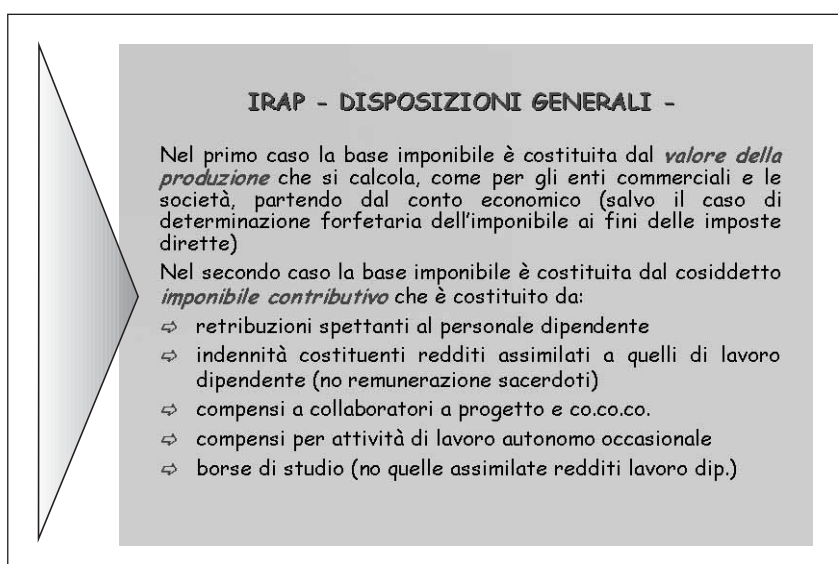 IRAP - DISPOSIZIONI GENERALI -
Nel primo caso la base imponibile è costituita dal valore della
produzione che si calcola, come per gli enti commerciali e le
società, partendo dal conto economico (salvo il caso di
determinazione forfetaria dell'imponibile ai fini delle imposte
dirette)
Nel secondo caso la base imponibile è costituita dal cosiddetto
imponibile contributivo che è costituito da:
⇨ retribuzioni spettanti al personale dipendente
⇨ indennità costituenti redditi assimilati a quelli di lavoro
dipendente (no remunerazione sacerdoti)
⇨ compensi a collaboratori a progetto e co.co.co.
⇨ compensi per attività di lavoro autonomo occasionale
⇨ borse di studio (no quelle assimilate redditi lavoro dip.)